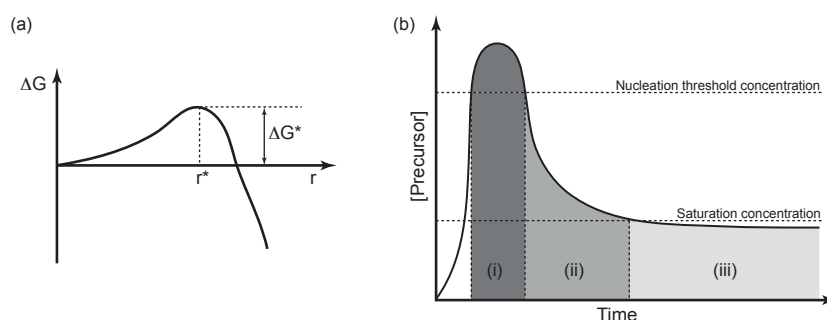 (a)
ΔG
ΔG*
r*
r
(b)
Nucleation threshold concentration
[Precursor]
Saturation concentration
(i)
(ii)
(iii)
Time